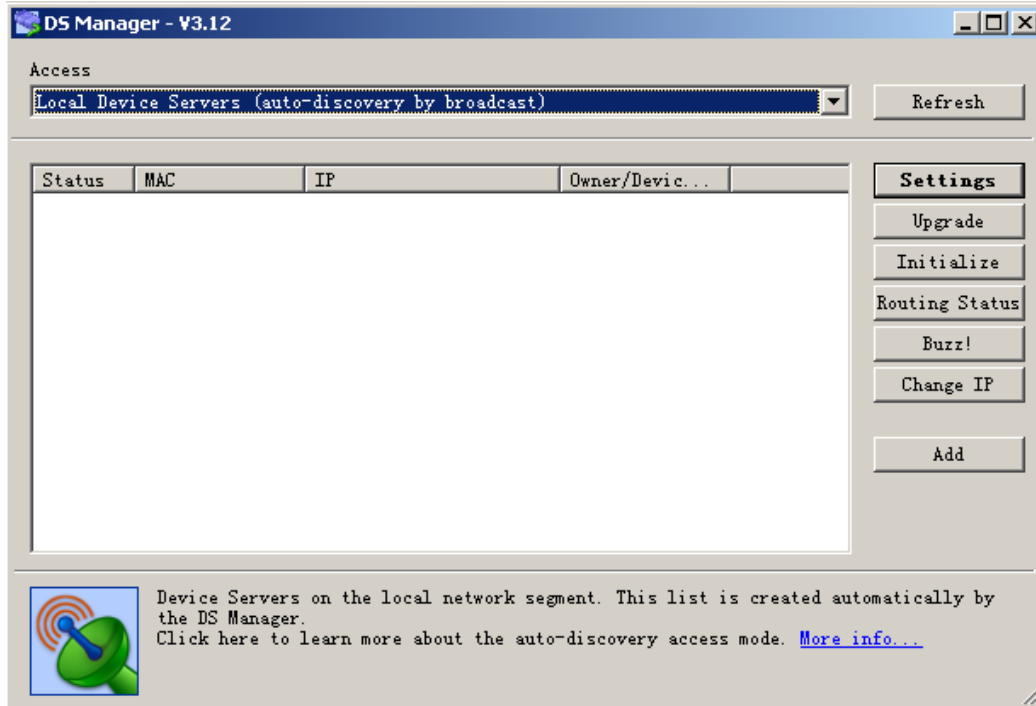 DS Manager - V3.12
Access
Local Device Servers (auto-discovery by broadcast)
Refresh
Status MAC IP Owner/Devic...
Settings
Upgrade
Initialize
Routing Status
Buzz!
Change IP
Add
Device Servers on the local network segment. This list is created automatically by
the DS Manager.
Click here to learn more about the auto-discovery access mode. More info...